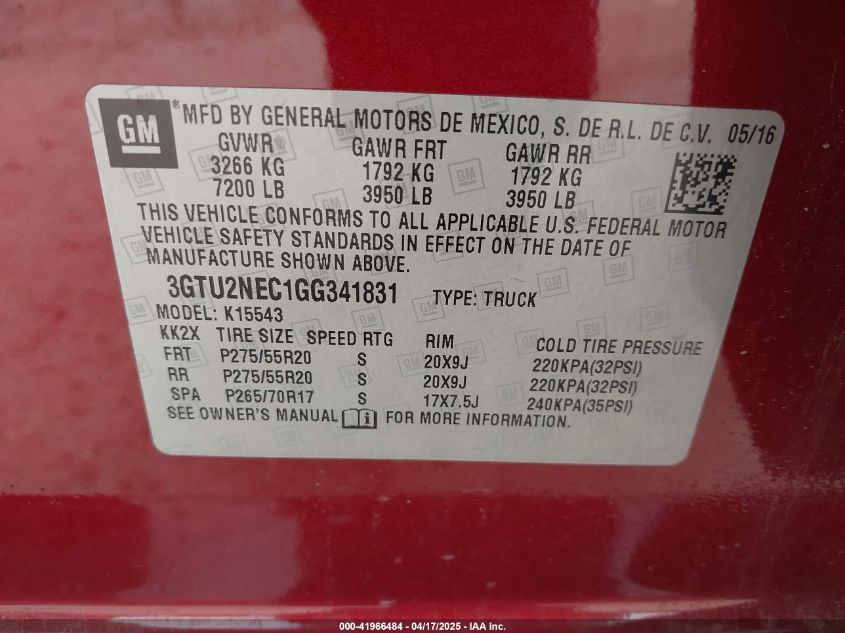 GM ® MFD BY GENERAL MOTORS DE MEXICO, S. DE R.L. DE C.V. 05/16
GVWR GAWR FRT GAWR RR
3266 KG 1792 KG 1792 KG
7200 LB 3950 LB 3950 LB
THIS VEHICLE CONFORMS TO ALL APPLICABLE U.S. FEDERAL MOTOR
VEHICLE SAFETY STANDARDS IN EFFECT ON THE DATE OF
MANUFACTURE SHOWN ABOVE.
3GTU2NEC1GG341831 TYPE: TRUCK
MODEL: K15543
KK2X TIRE SIZE SPEED RTG RIM COLD TIRE PRESSURE
FRT P275/55R20 S 20X9J 220KPA(32PSI)
RR P275/55R20 S 20X9J 220KPA(32PSI)
SPA P265/70R17 S 17X7.5J 240KPA(35PSI)
SEE OWNER'S MANUAL i FOR MORE INFORMATION.
000-41966484 - 04/17/2025 - IAA Inc.